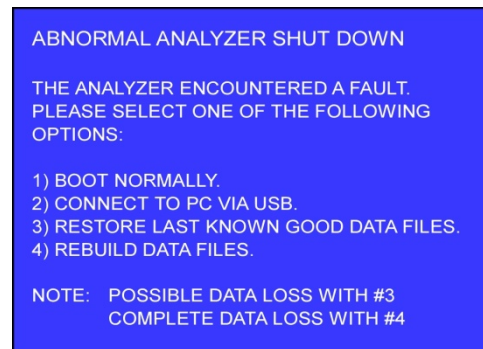 ABNORMAL ANALYZER SHUT DOWN
THE ANALYZER ENCOUNTERED A FAULT.
PLEASE SELECT ONE OF THE FOLLOWING
OPTIONS:
1) BOOT NORMALLY.
2) CONNECT TO PC VIA USB.
3) RESTORE LAST KNOWN GOOD DATA FILES.
4) REBUILD DATA FILES.
NOTE: POSSIBLE DATA LOSS WITH #3
COMPLETE DATA LOSS WITH #4